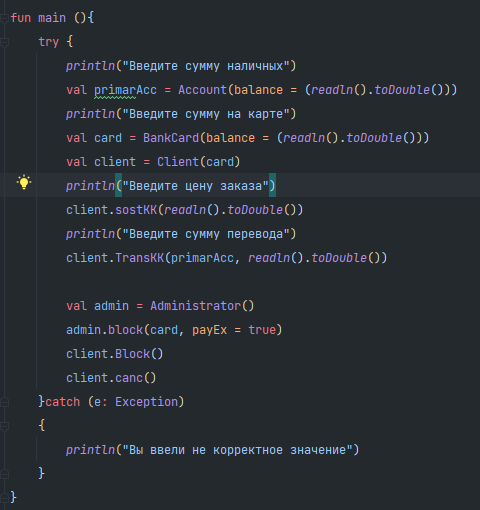 fun main (){
    try {
        println("Введите сумму наличных")
        val primarAcc = Account(balance = (readln().toDouble()))
        println("Введите сумму на карте")
        val card = BankCard(balance = (readln().toDouble()))
        val client = Client(card)
        println("Введите цену заказа")
        client.sostKK(readln().toDouble())
        println("Введите сумму перевода")
        client.TransKK(primarAcc, readln().toDouble())

        val admin = Administrator()
        admin.block(card, payEx = true)
        client.Block()
        client.canc()
    }catch (e: Exception)
    {
        println("Вы ввели не корректное значение")
    }
}